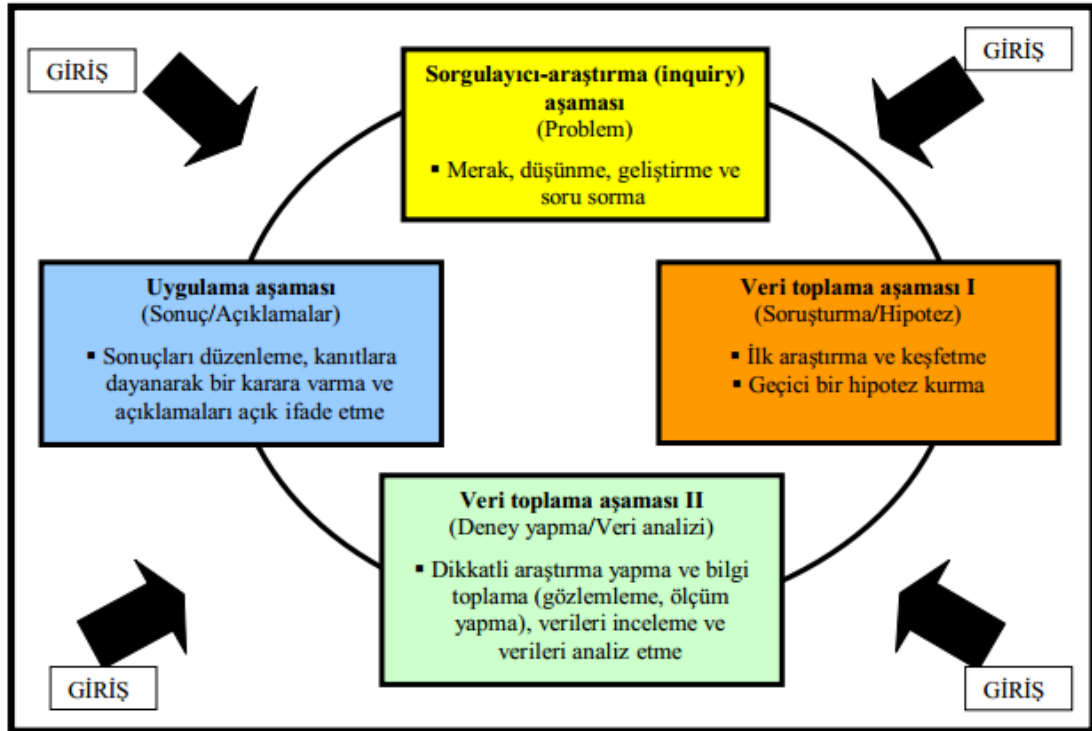 GİRİŞ
GİRİŞ
Sorgulayıcı-araştırma (inquiry)
aşaması
(Problem)
▪ Merak, düşünme, geliştirme ve
soru sorma
Uygulama aşaması
(Sonuç/Açıklamalar)
▪ Sonuçları düzenleme, kanıtlara
dayanarak bir karara varma ve
açıklamaları açık ifade etme
Veri toplama aşaması I
(Soruşturma/Hipotez)
▪ İlk araştırma ve keşfetme
▪ Geçici bir hipotez kurma
Veri toplama aşaması II
(Deney yapma/Veri analizi)
▪ Dikkatli araştırma yapma ve bilgi
toplama (gözlemleme, ölçüm
yapma), verileri inceleme ve
verileri analiz etme
GİRİŞ
GİRİŞ